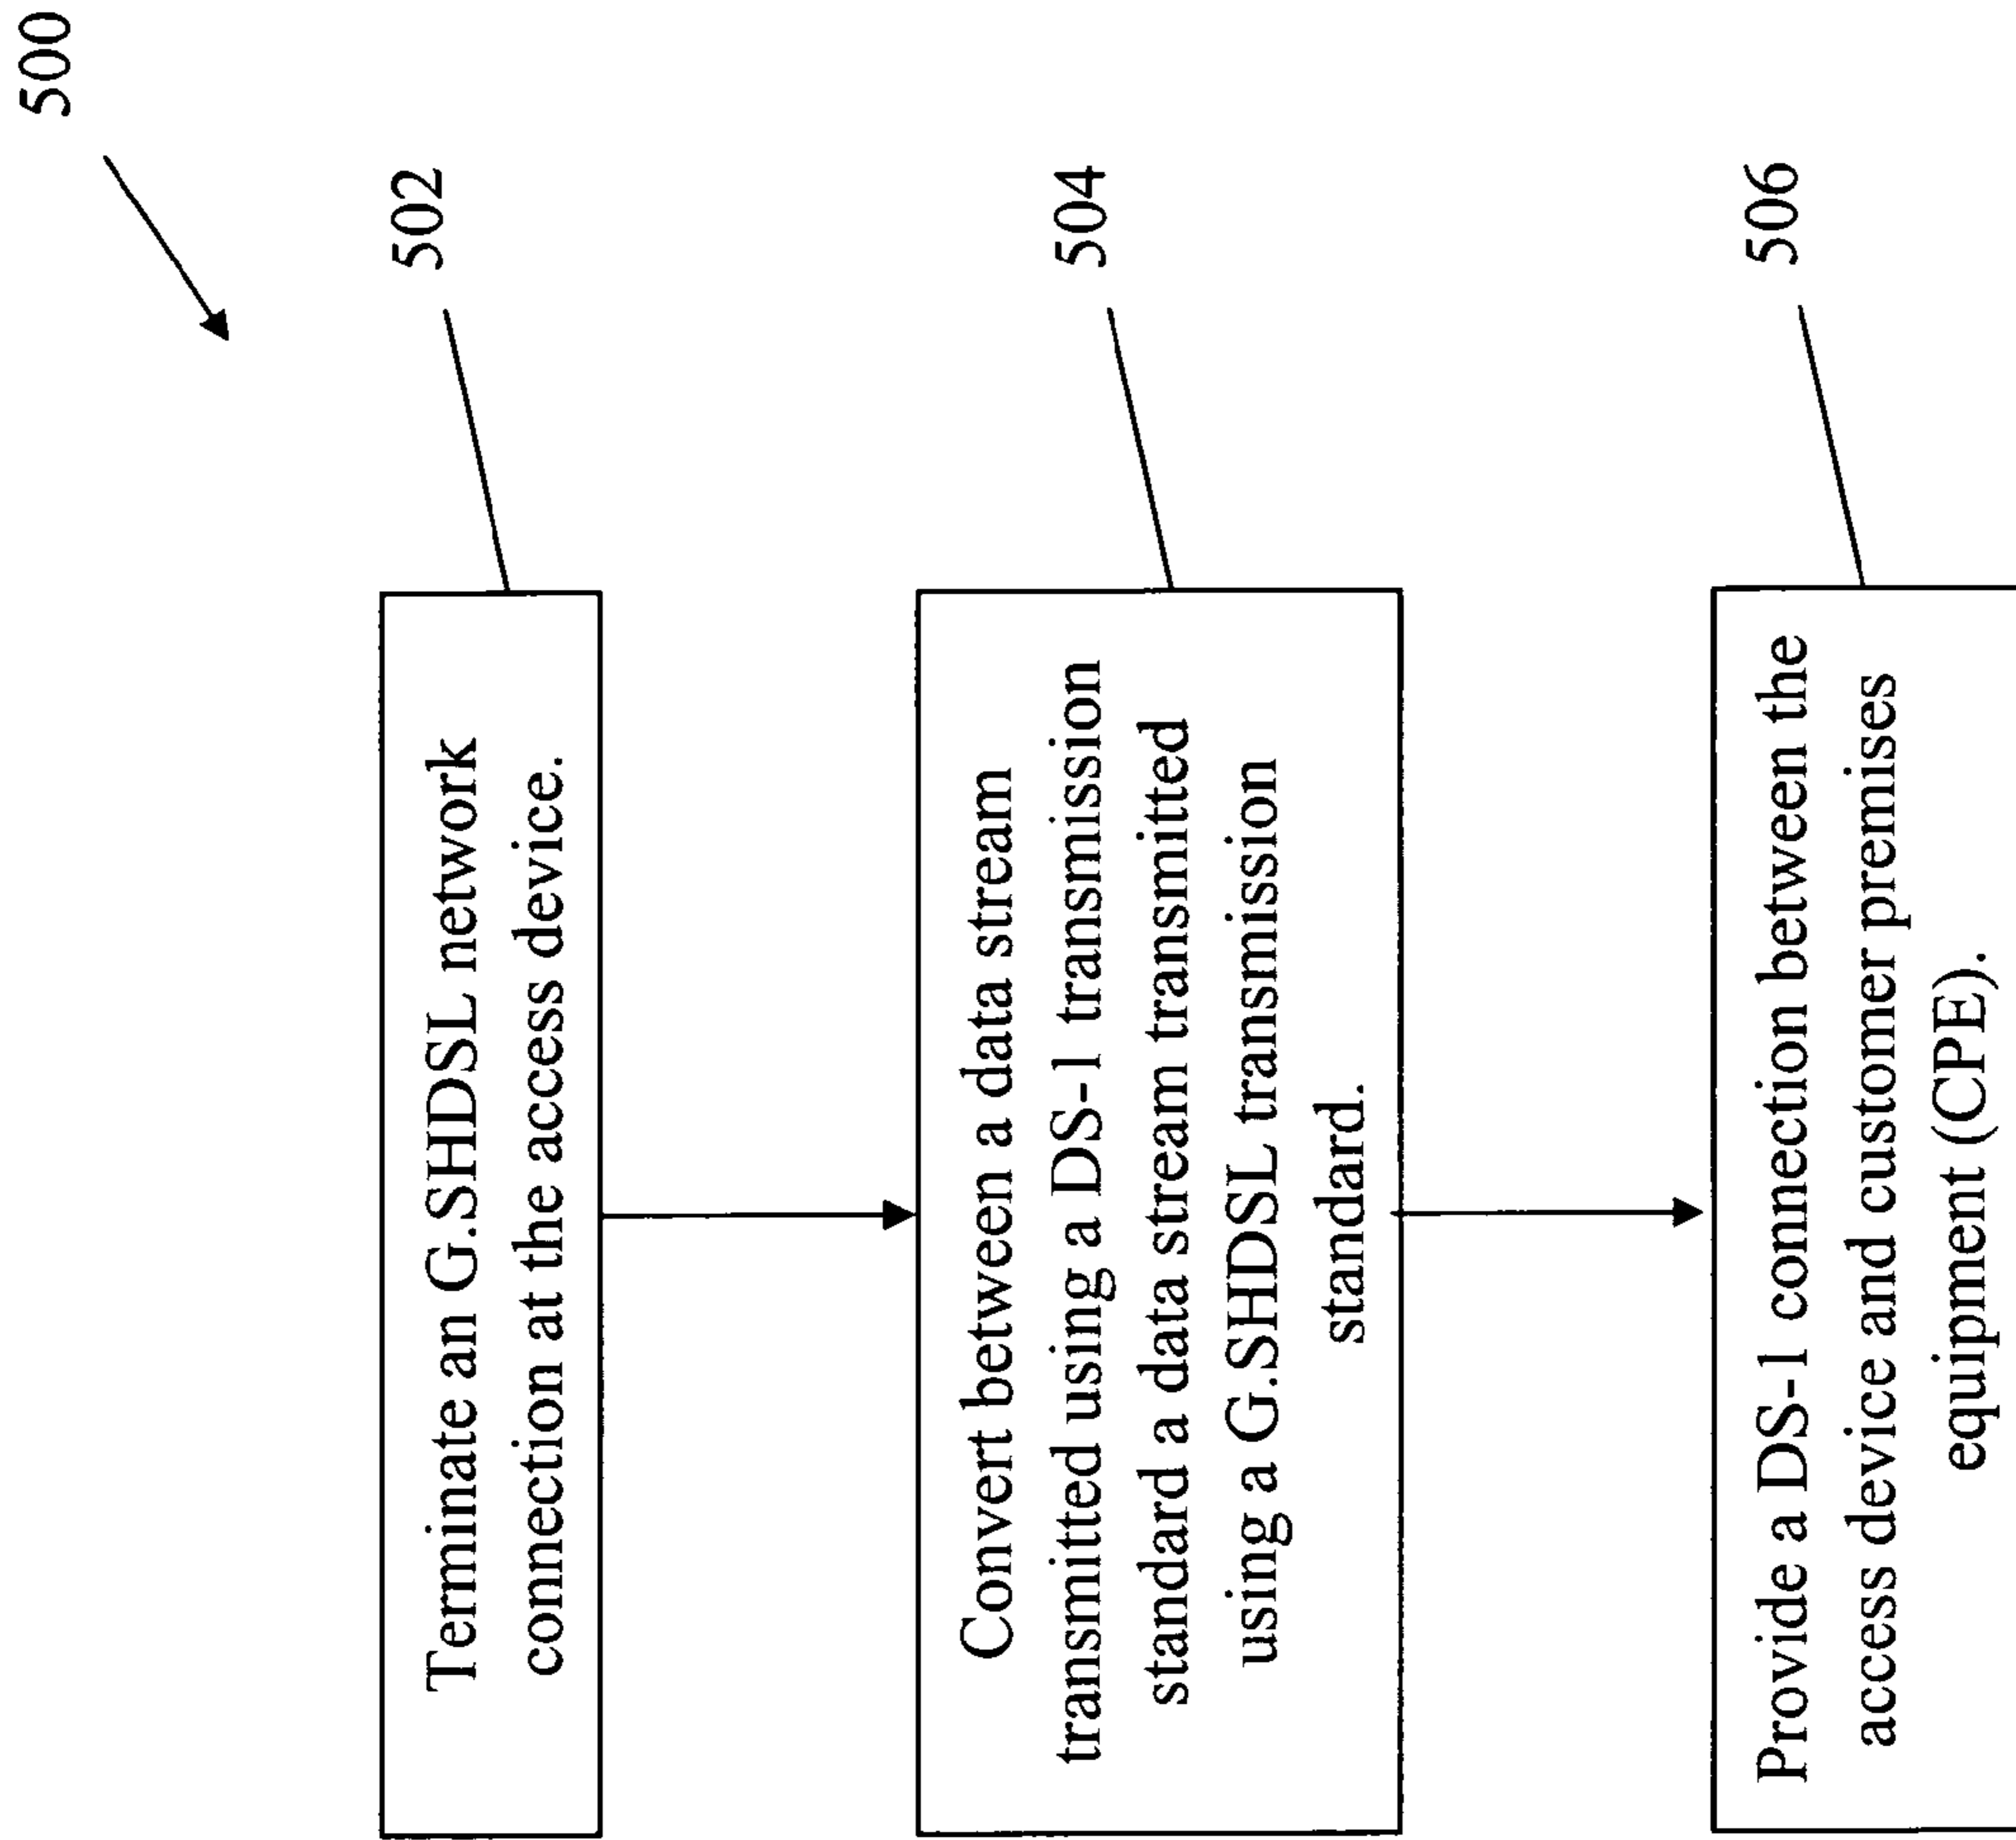 500
502
Terminate an G.SHDSL network
connection at the access device.
504
Convert between a data stream
transmitted using a DS-1 transmission
standard a data stream transmitted
using a G.SHDSL transmission
standard.
506
Provide a DS-1 connection between the
access device and customer premises
equipment (CPE).